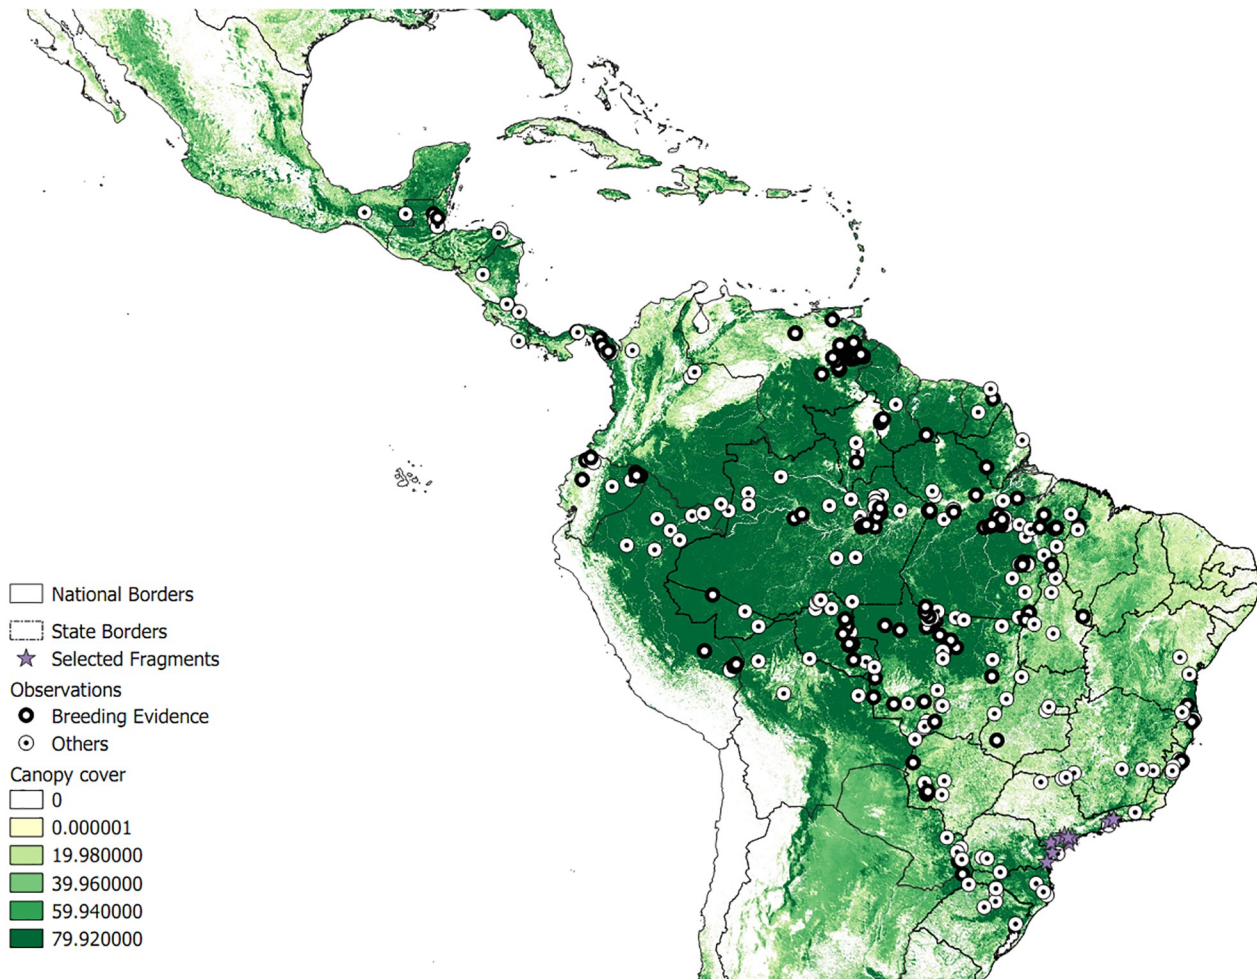 National Borders
State Borders
Selected Fragments
Observations
Breeding Evidence
Others
Canopy cover
0
0.000001
19.980000
39.960000
59.940000
79.920000